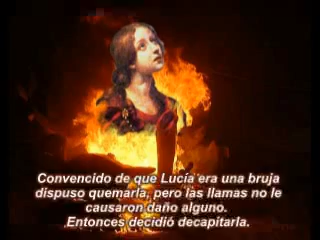 Convencido de que Lucía era una bruja
dispuso quemarla, pero las llamas no le
causaron daño alguno.
Entonces decidió decapitarla.